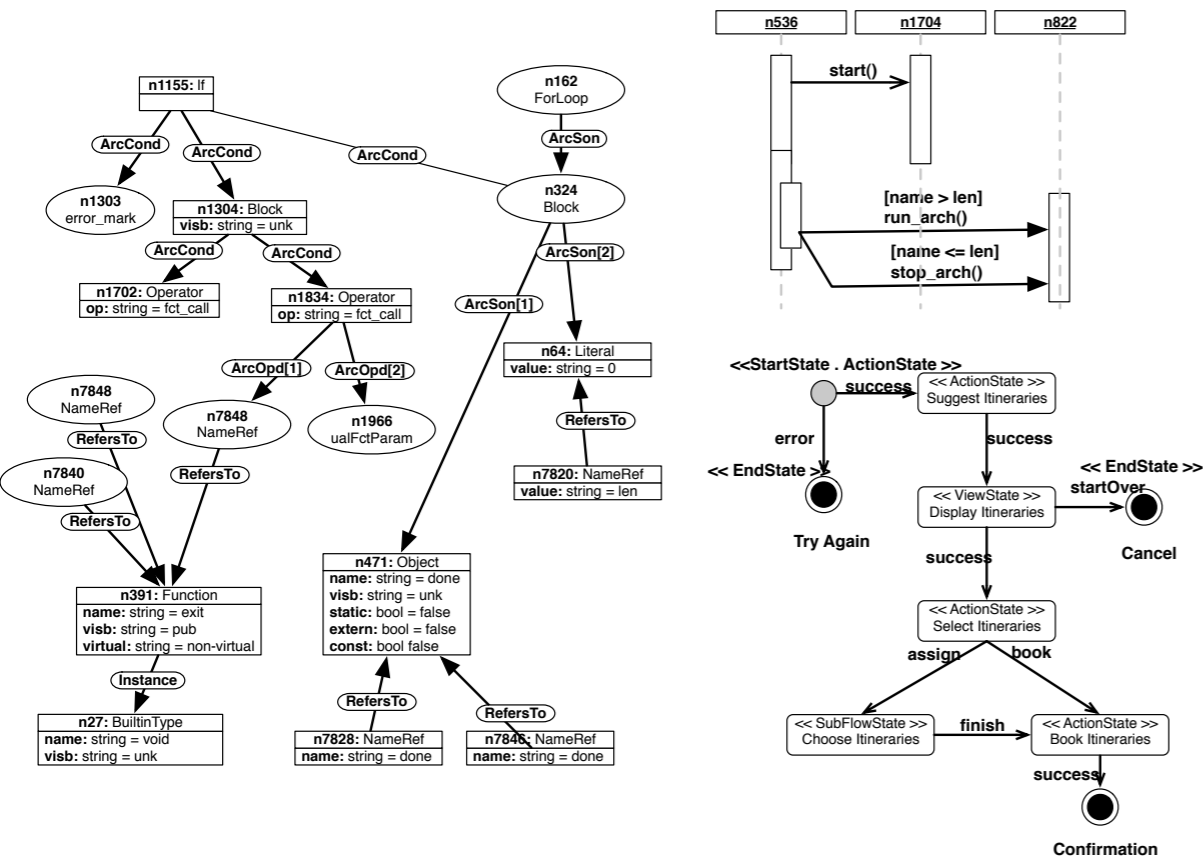 n1155: If
ArcCond
ArcCond
ArcCond
n162
ForLoop
ArcSon
n1303
error_mark
n1304: Block
visb: string = unk
n324
Block
ArcCond
ArcCond
ArcSon[2]
n1702: Operator
op: string = fct_call
n1834: Operator
op: string = fct_call
ArcSon[1]
n64: Literal
value: string = 0
ArcOpd[1]
ArcOpd[2]
n7848
NameRef
n7848
NameRef
n1966
ualFctParam
RefersTo
RefersTo
RefersTo
n7840
NameRef
RefersTo
n7820: NameRef
value: string = len
n471: Object
name: string = done
visb: string = unk
static: bool = false
extern: bool = false
const: bool false
n391: Function
name: string = exit
visb: string = pub
virtual: string = non-virtual
Instance
RefersTo
RefersTo
n27: BuiltinType
name: string = void
visb: string = unk
n7828: NameRef
name: string = done
n7846: NameRef
name: string = done
n536
n1704
n822
start()
[name > len]
run_arch()
[name <= len]
stop_arch()
<<StartState . ActionState >>
success
<< ActionState >>
Suggest Itineraries
error
success
<< EndState >>
<< EndState >>
startOver
<< ViewState >>
Display Itineraries
Try Again
Cancel
success
<< ActionState >>
Select Itineraries
assign
book
<< SubFlowState >>
Choose Itineraries
finish
<< ActionState >>
Book Itineraries
success
Confirmation